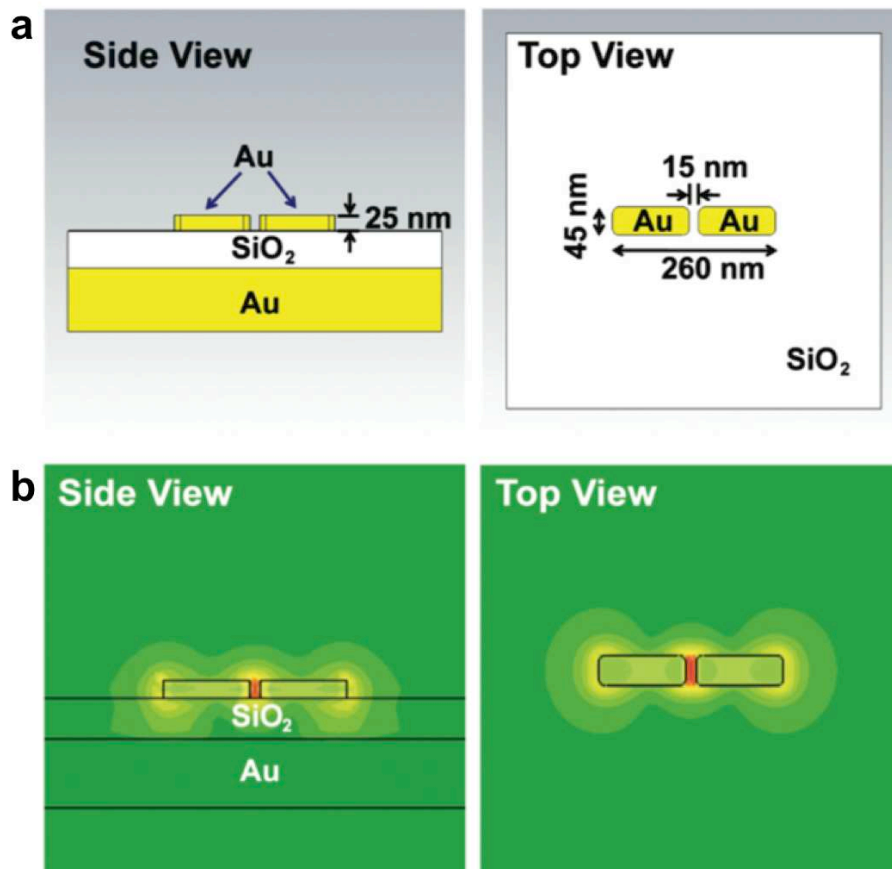 a
Side View
Au
25 nm
SiO₂
Au
Top View
15 nm
45 nm
Au Au
260 nm
SiO₂
b
Side View
SiO₂
Au
Top View